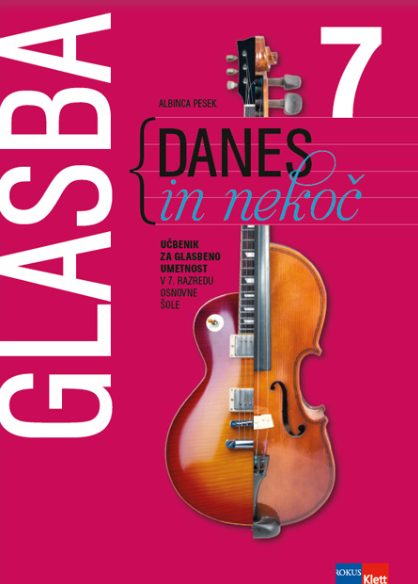 GLASBA
7
ALBINCA PESEK
DANES
in nekoč
UČBENIK
ZA GLASBENO
UMETNOST
V 7. RAZREDU
OSNOVNE
ŠOLE
ROKUS
Klett